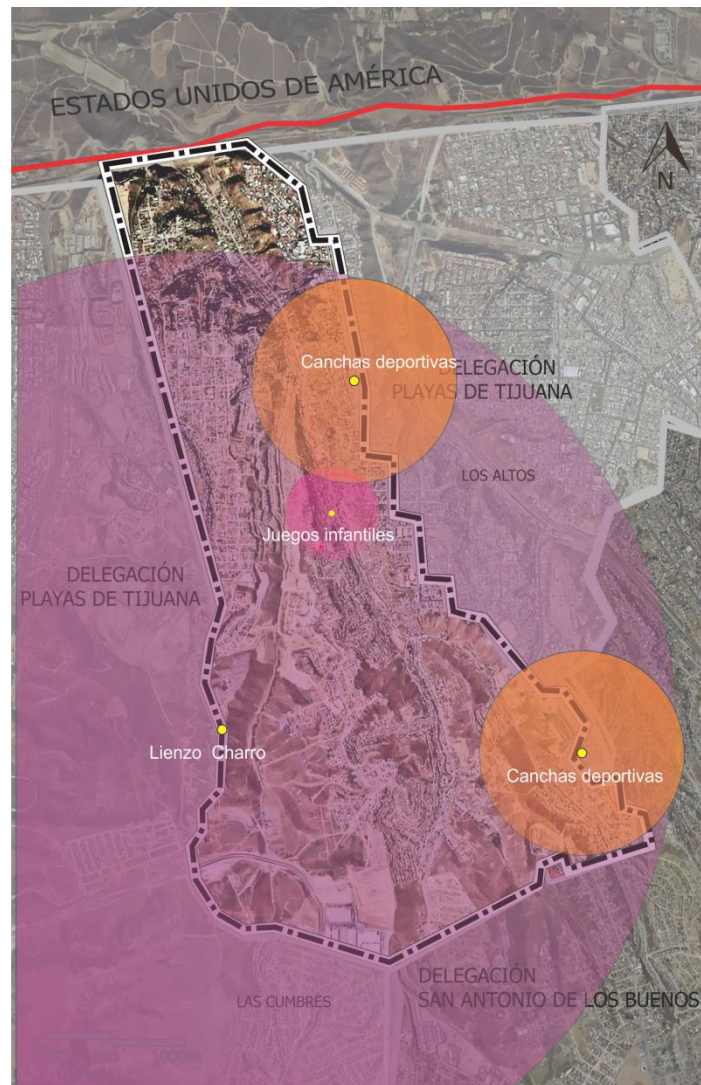 ESTADOS UNIDOS DE AMÉRICA
N
Canchas deportivas
DELEGACIÓN
PLAYAS DE TIJUANA
LOS ALTOS
Juegos infantiles
DELEGACIÓN
PLAYAS DE TIJUANA
Lienzo Charro
Canchas deportivas
DELEGACIÓN
SAN ANTONIO DE LOS BUENOS
LAS CUMBRES